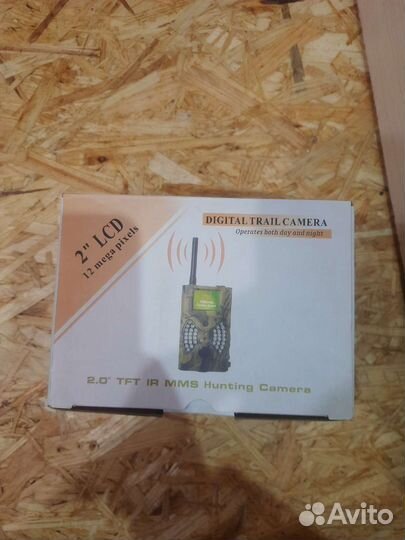 2" LCD
12 mega pixels
DIGITAL TRAIL CAMERA
Operates both day and night
2.0" TFT IR MMS Hunting Camera
Avito